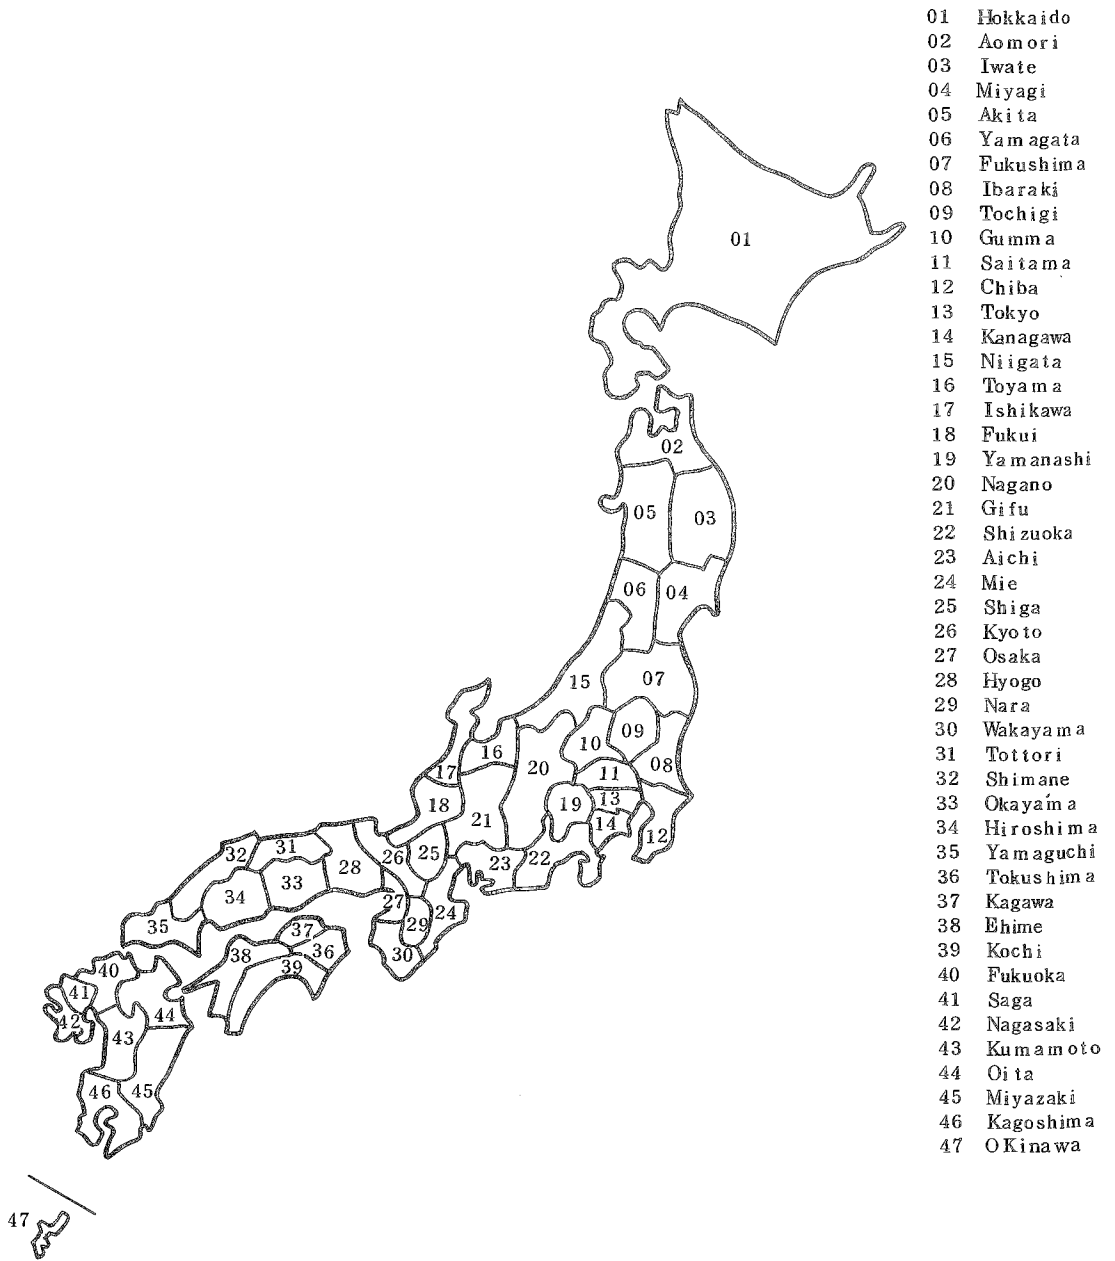 01 Hokkaido
02 Aomori
03 Iwate
04 Miyagi
05 Akita
06 Yamagata
07 Fukushima
08 Ibaraki
09 Tochigi
10 Gumma
11 Saitama
12 Chiba
13 Tokyo
14 Kanagawa
15 Niigata
16 Toyama
17 Ishikawa
18 Fukui
19 Yamanashi
20 Nagano
21 Gifu
22 Shizuoka
23 Aichi
24 Mie
25 Shiga
26 Kyoto
27 Osaka
28 Hyogo
29 Nara
30 Wakayama
31 Tottori
32 Shimane
33 Okayama
34 Hiroshima
35 Yamaguchi
36 Tokushima
37 Kagawa
38 Ehime
39 Kochi
40 Fukuoka
41 Saga
42 Nagasaki
43 Kumamoto
44 Oita
45 Miyazaki
46 Kagoshima
47 OKinawa
01
02
05
03
06
04
15
07
09
10
16
08
20
17
11
13
18
19
21
14
12
31
32
26
25
28
23
22
33
34
27
24
35
29
37
38
36
30
39
40
41
42
44
43
46
45
47